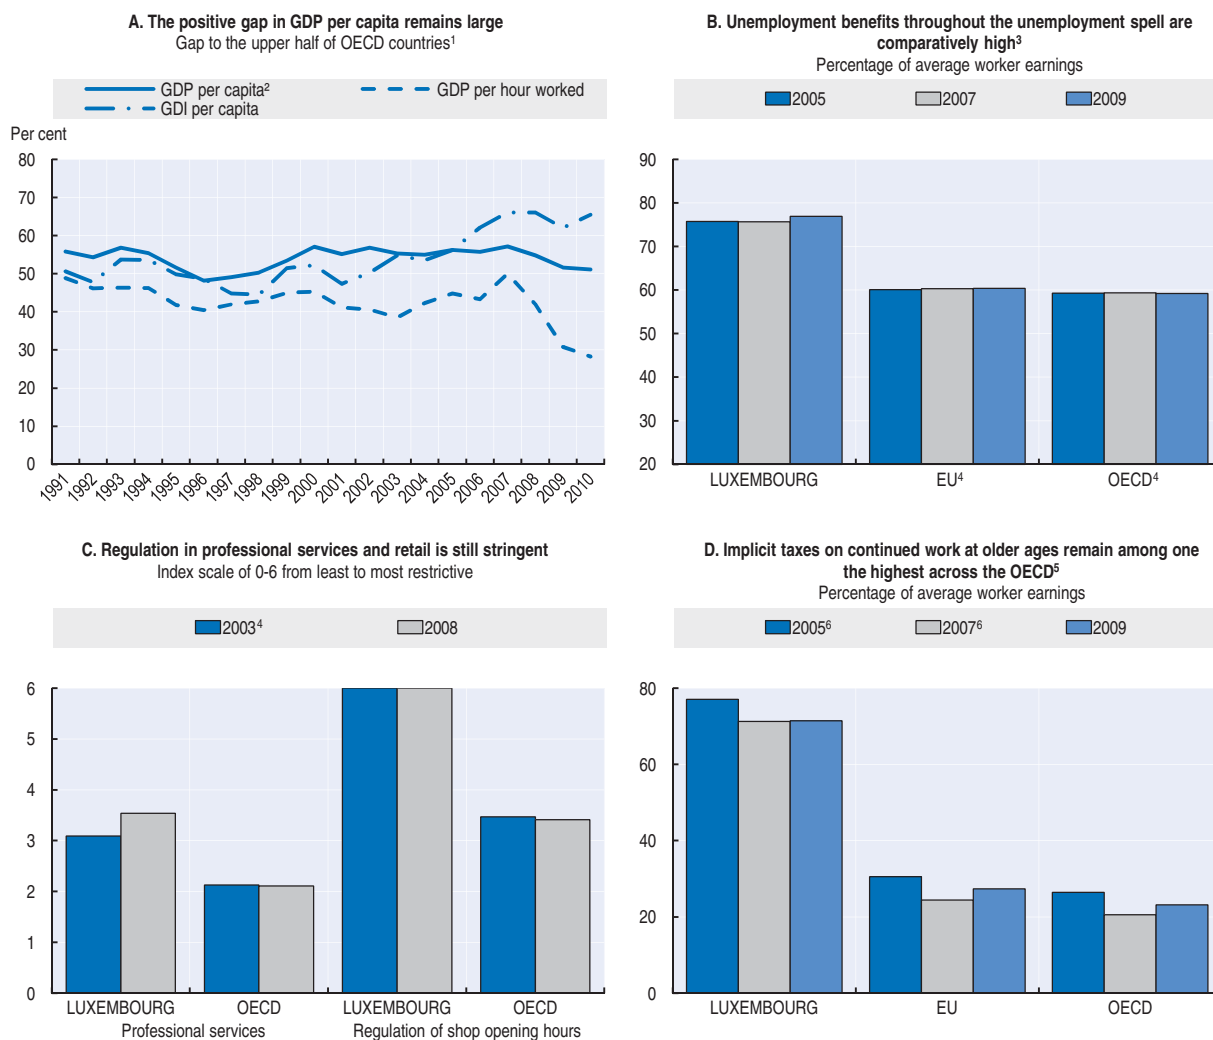 A. The positive gap in GDP per capita remains large
Gap to the upper half of OECD countries¹
GDP per capita²
GDP per hour worked
GDI per capita
Per cent
80
70
60
50
40
30
20
10
0
1991 1992 1993 1994 1995 1996 1997 1998 1999 2000 2001 2002 2003 2004 2005 2006 2007 2008 2009 2010
B. Unemployment benefits throughout the unemployment spell are
comparatively high³
Percentage of average worker earnings
2005 2007 2009
90
80
70
60
50
40
30
20
LUXEMBOURG EU⁴ OECD⁴
C. Regulation in professional services and retail is still stringent
Index scale of 0-6 from least to most restrictive
2003⁴ 2008
6
5
4
3
2
1
0
LUXEMBOURG OECD LUXEMBOURG OECD
Professional services Regulation of shop opening hours
D. Implicit taxes on continued work at older ages remain among one
the highest across the OECD⁵
Percentage of average worker earnings
2005⁶ 2007⁶ 2009
80
60
40
20
0
LUXEMBOURG EU OECD